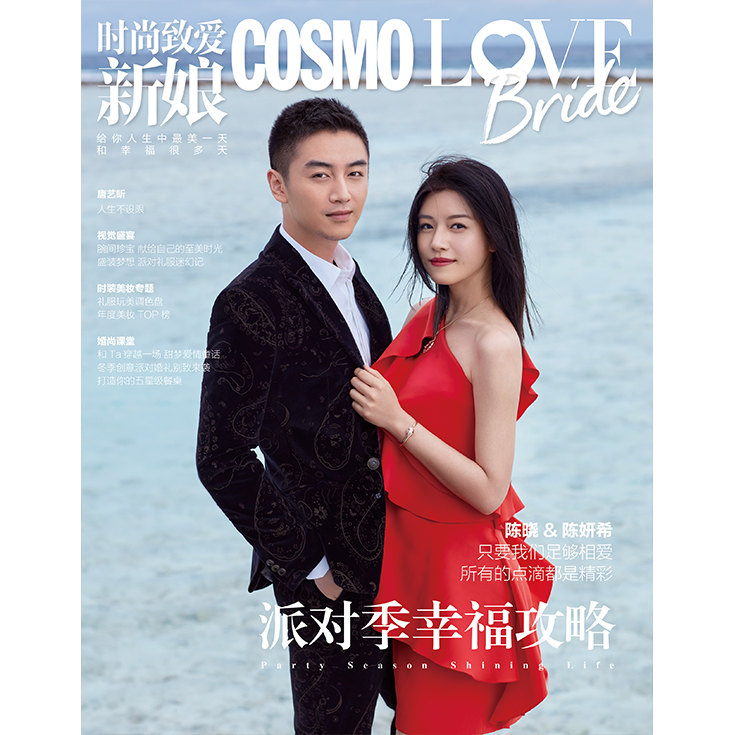 时尚致爱
新娘
COSMO LOVE
Bride
给你人生中最美一天
和幸福很多天
唐艺昕
人生不设限
视觉盛宴
腕间珍宝 献给自己的至美时光
盛装梦想 派对礼服迷幻记
时装美妆专题
礼服玩美调色盘
年度美妆 TOP 榜
婚尚课堂
和 Ta 穿越一场 甜梦爱情童话
冬季创意派对婚礼别致来袭
打造你的五星级餐桌
陈晓 & 陈妍希
只要我们足够相爱
所有的点滴都是精彩
派对季幸福攻略
Party Season Shining Life